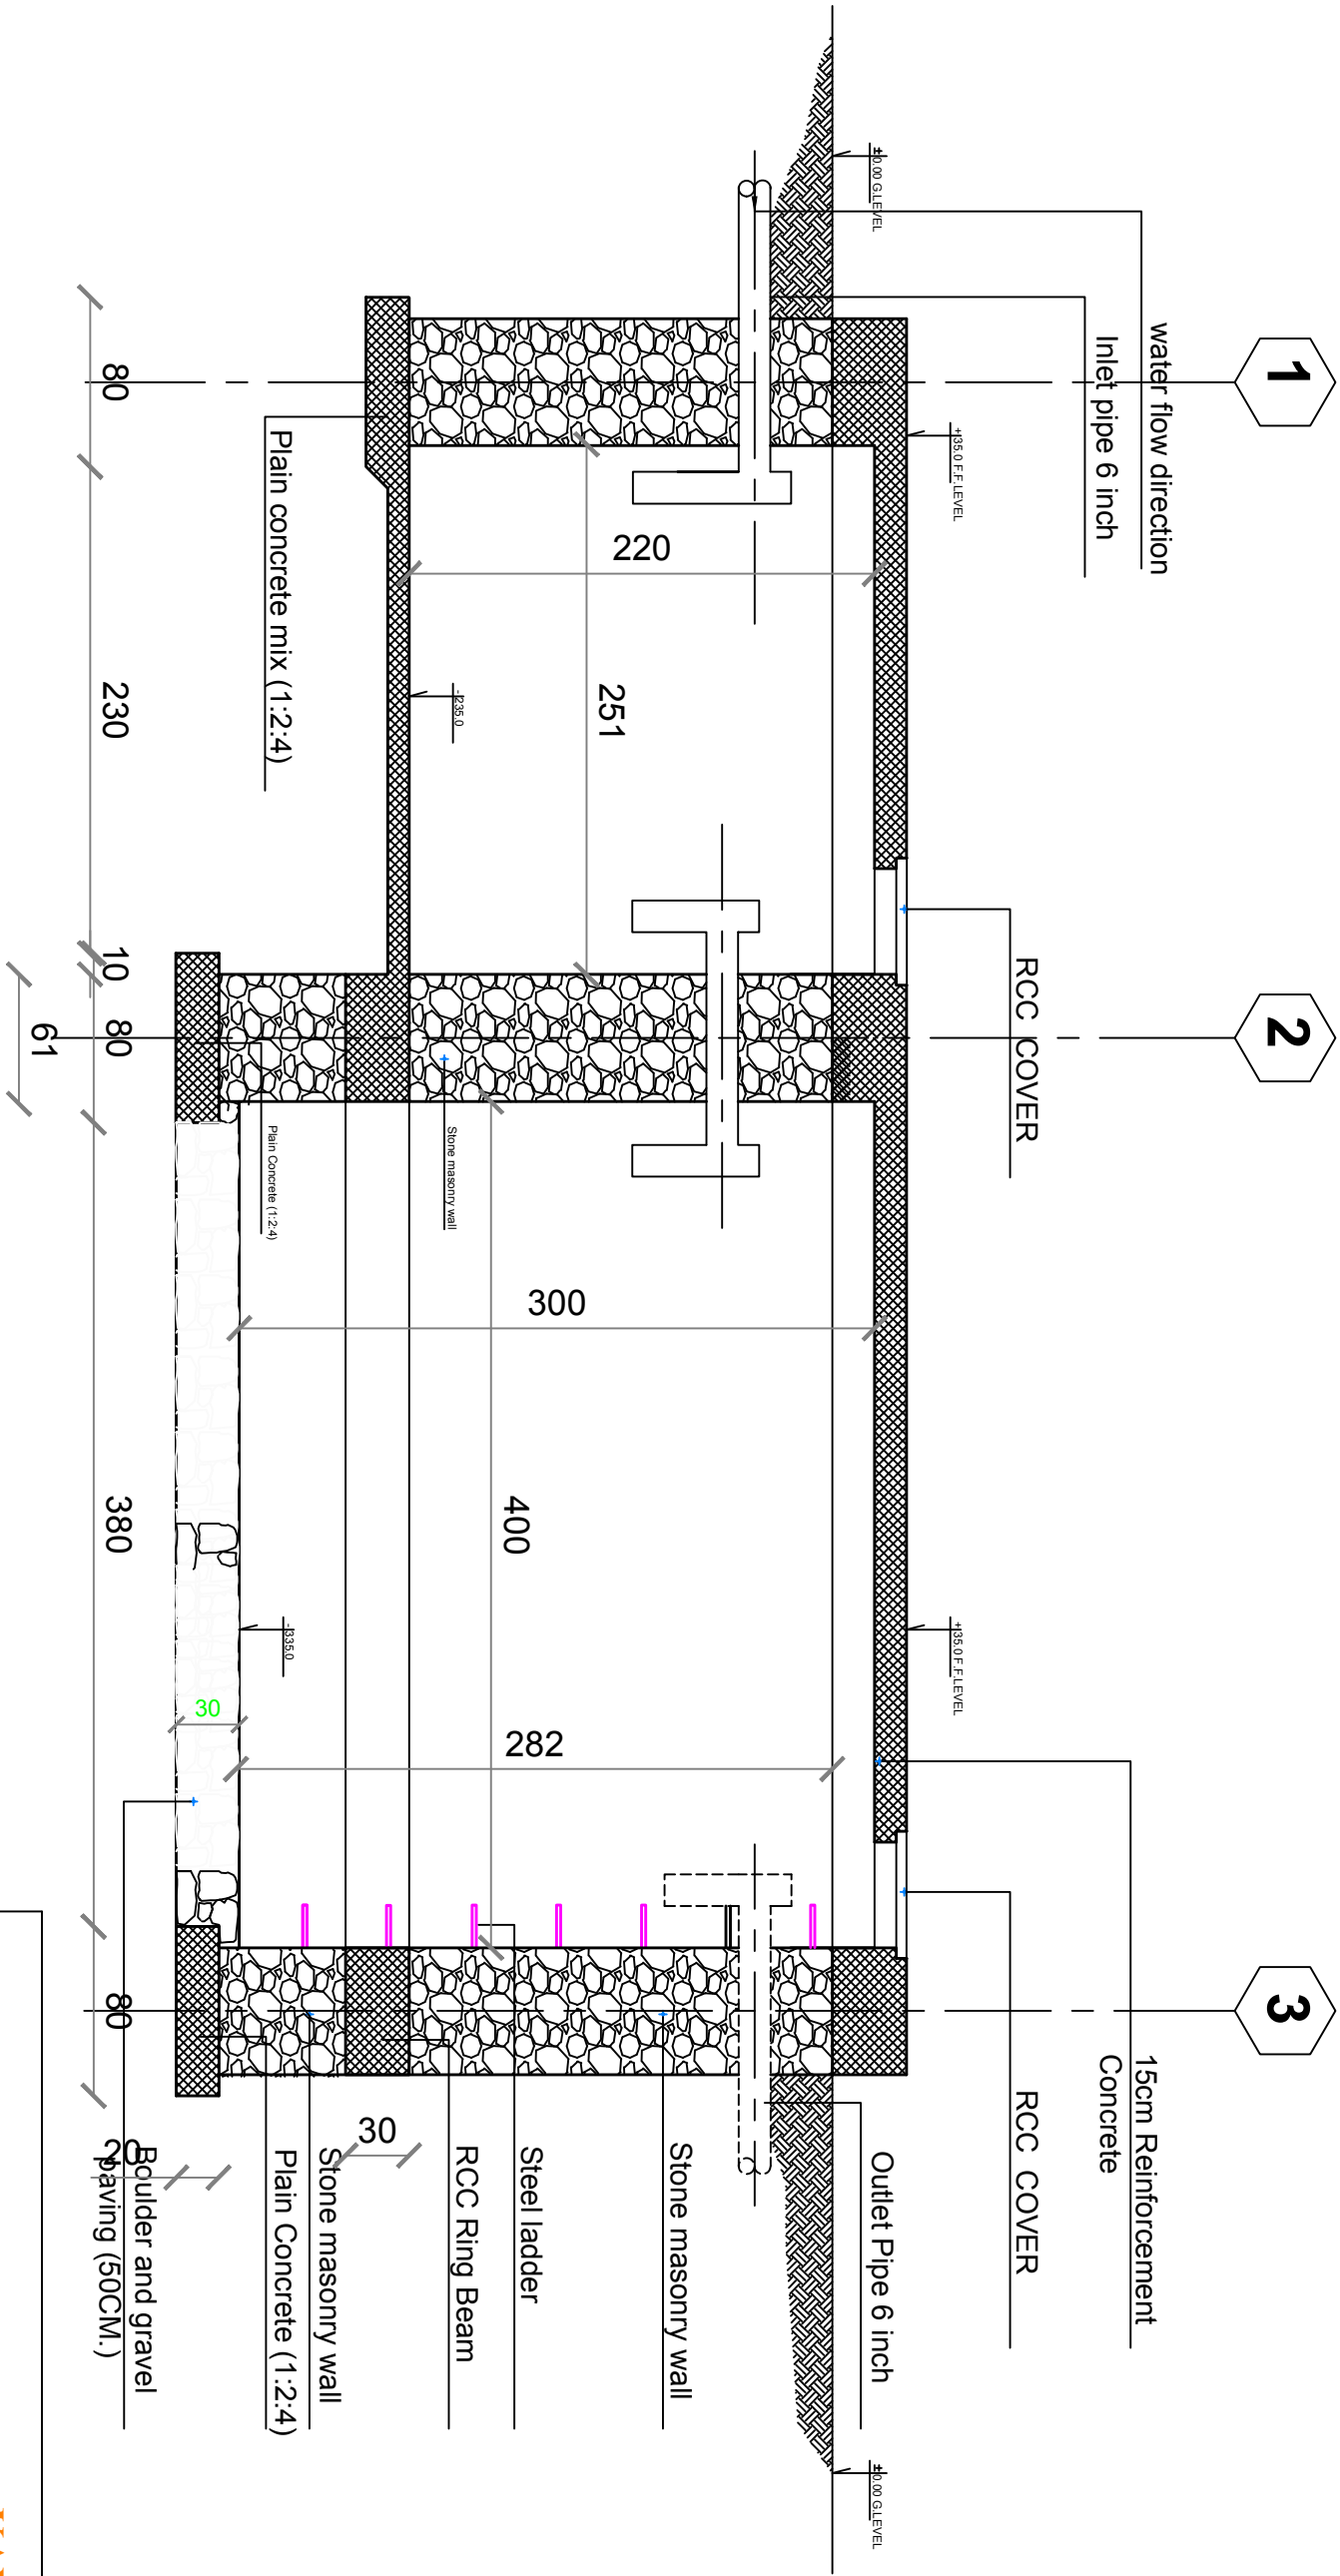 1
2
3
water flow direction
Inlet pipe 6 inch
RCC COVER
15cm Reinforcement
Concrete
RCC COVER
±0.00 G.LEVEL
+35.0 F.F.LEVEL
+35.0 F.F.LEVEL
±0.00 G.LEVEL
Outlet Pipe 6 inch
220
251
-235.0
300
400
282
Stone masonry wall
Stone masonry wall
Steel ladder
RCC Ring Beam
30
Plain concrete mix (1:2:4)
Plain Concrete (1:2:4)
-335.0
30
Stone masonry wall
Plain Concrete (1:2:4)
Boulder and gravel
paving (50CM.)
20
80
230
10
80
380
80
61